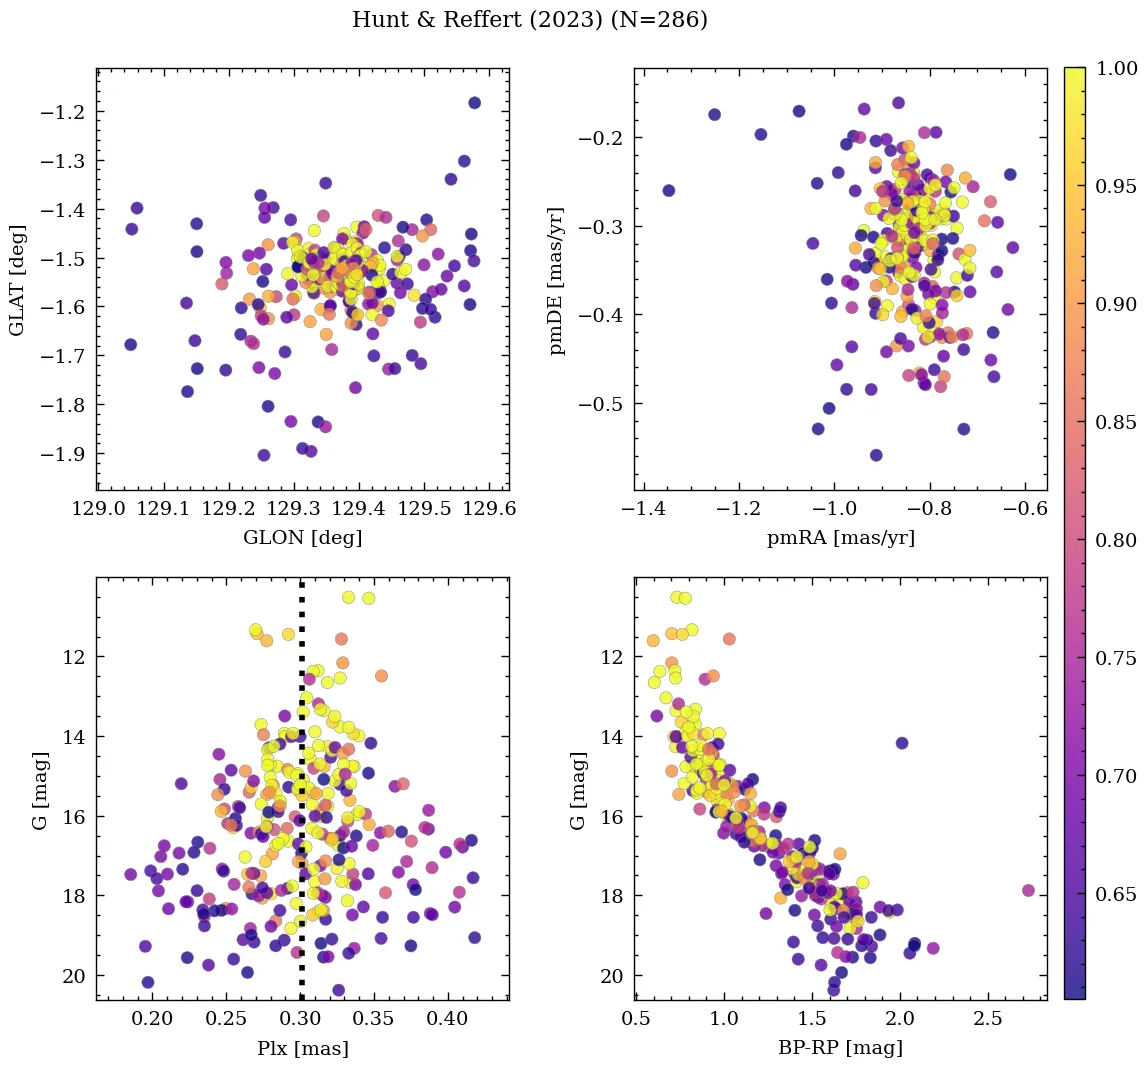 Hunt & Reffert (2023) (N=286)
−1.2
−1.3
−1.4
−1.5
−1.6
−1.7
−1.8
−1.9
GLAT [deg]
129.0 129.1 129.2 129.3 129.4 129.5 129.6
GLON [deg]
−0.2
−0.3
−0.4
−0.5
pmDE [mas/yr]
−1.4 −1.2 −1.0 −0.8 −0.6
pmRA [mas/yr]
1.00
0.95
0.90
0.85
0.80
0.75
0.70
0.65
12
14
16
18
20
G [mag]
0.20 0.25 0.30 0.35 0.40
Plx [mas]
12
14
16
18
20
G [mag]
0.5 1.0 1.5 2.0 2.5
BP-RP [mag]